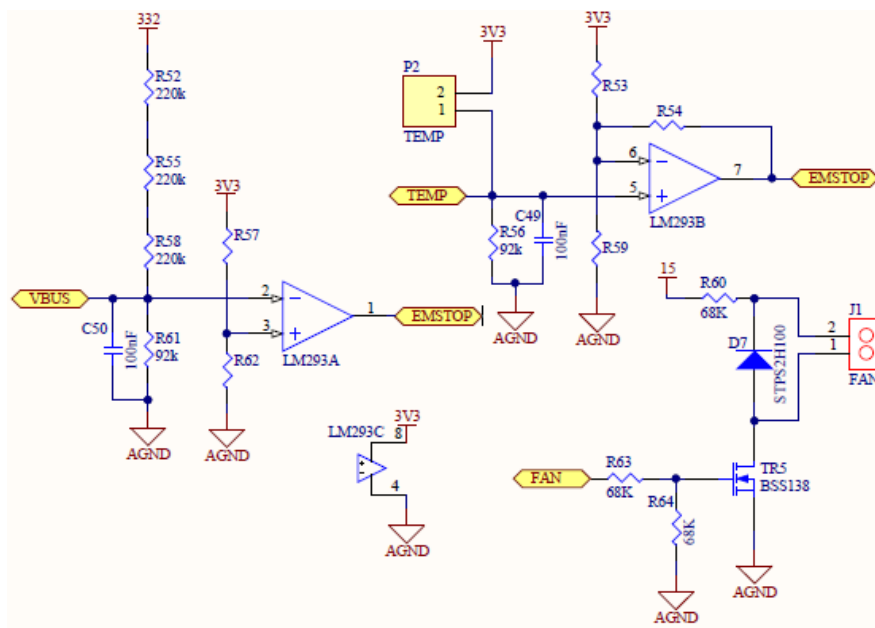 332
R52
220k
R55
220k
R58
220k
3V3
R57
VBUS
C50
100nF
R61
92k
2
3
1
R62
LM293A
EMSTOP
AGND
AGND
P2
2
1
TEMP
3V3
3V3
R53
R54
TEMP
6
5
7
LM293B
EMSTOP
R56
92k
C49
100nF
R59
AGND
AGND
LM293C
3V3
8
4
AGND
15
R60
68K
J1
2
1
FAN
D7
STPS2H100
FAN
R63
68K
R64
68K
TR5
BSS138
AGND
AGND